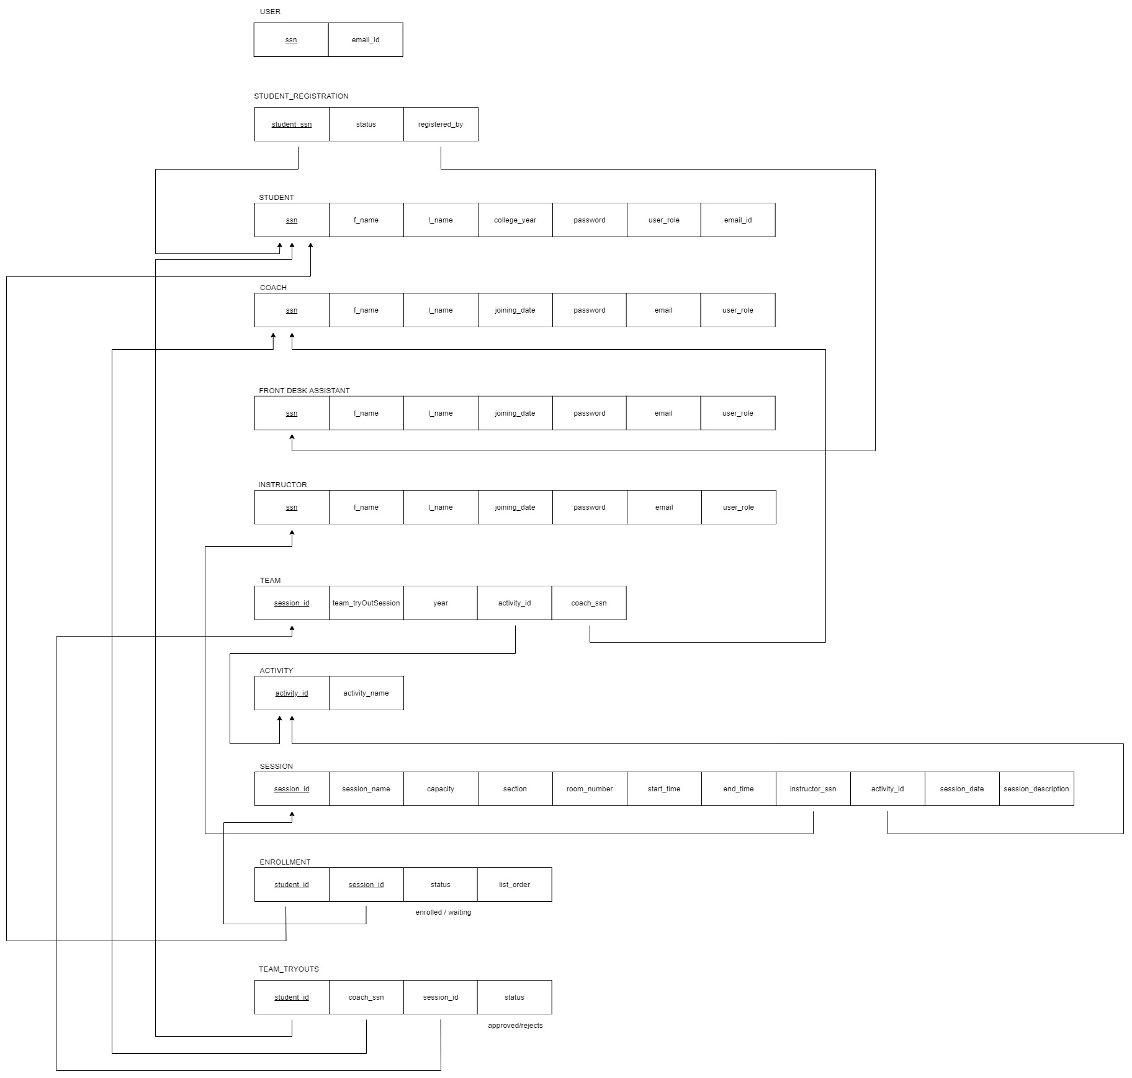 USER
ssn email_id
STUDENT_REGISTRATION
student_ssn status registered_by
STUDENT
ssn f_name l_name college_year password user_role email_id
COACH
ssn f_name l_name joining_date password email user_role
FRONT DESK ASSISTANT
ssn f_name l_name joining_date password email user_role
INSTRUCTOR
ssn f_name l_name joining_date password email user_role
TEAM
session_id team_tryOutSession year activity_id coach_ssn
ACTIVITY
activity_id activity_name
SESSION
session_id session_name capacity section room_number start_time end_time instructor_ssn activity_id session_date session_description
ENROLLMENT
student_id session_id status list_order
enrolled / waiting
TEAM_TRYOUTS
student_id coach_ssn session_id status
approved/rejects